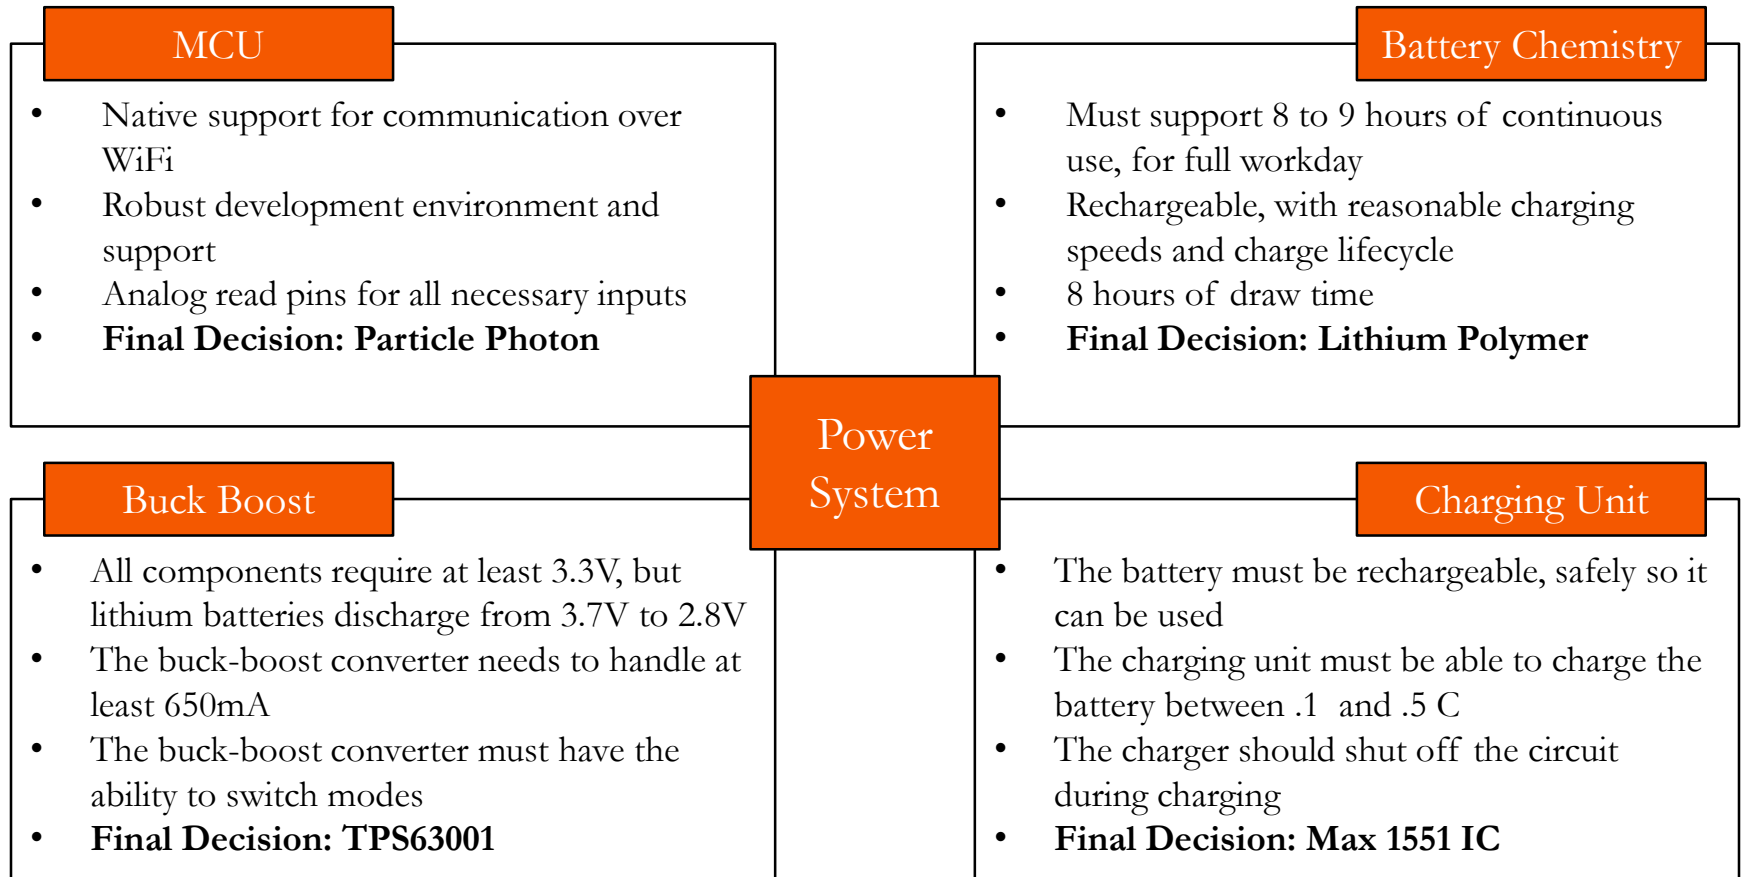 MCU
• Native support for communication over
WiFi
• Robust development environment and
support
• Analog read pins for all necessary inputs
• Final Decision: Particle Photon
Battery Chemistry
• Must support 8 to 9 hours of continuous
use, for full workday
• Rechargeable, with reasonable charging
speeds and charge lifecycle
• 8 hours of draw time
• Final Decision: Lithium Polymer
Power
System
Buck Boost
• All components require at least 3.3V, but
lithium batteries discharge from 3.7V to 2.8V
• The buck-boost converter needs to handle at
least 650mA
• The buck-boost converter must have the
ability to switch modes
• Final Decision: TPS63001
Charging Unit
• The battery must be rechargeable, safely so it
can be used
• The charging unit must be able to charge the
battery between .1 and .5 C
• The charger should shut off the circuit
during charging
• Final Decision: Max 1551 IC